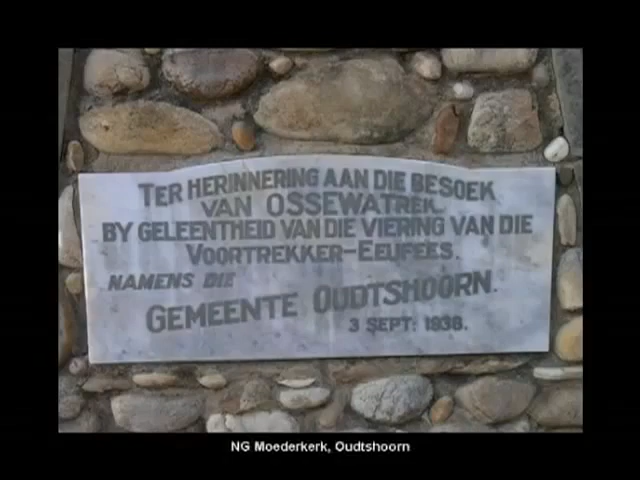 TER HERINNERING AAN DIE BESOEK
VAN OSSEWATREK
BY GELEENTHEID VAN DIE VIERING VAN DIE
VOORTREKKER-EEUFEES.
NAMENS DIE
GEMEENTE OUDTSHOORN.
3 SEPT: 1938.
NG Moederkerk, Oudtshoorn